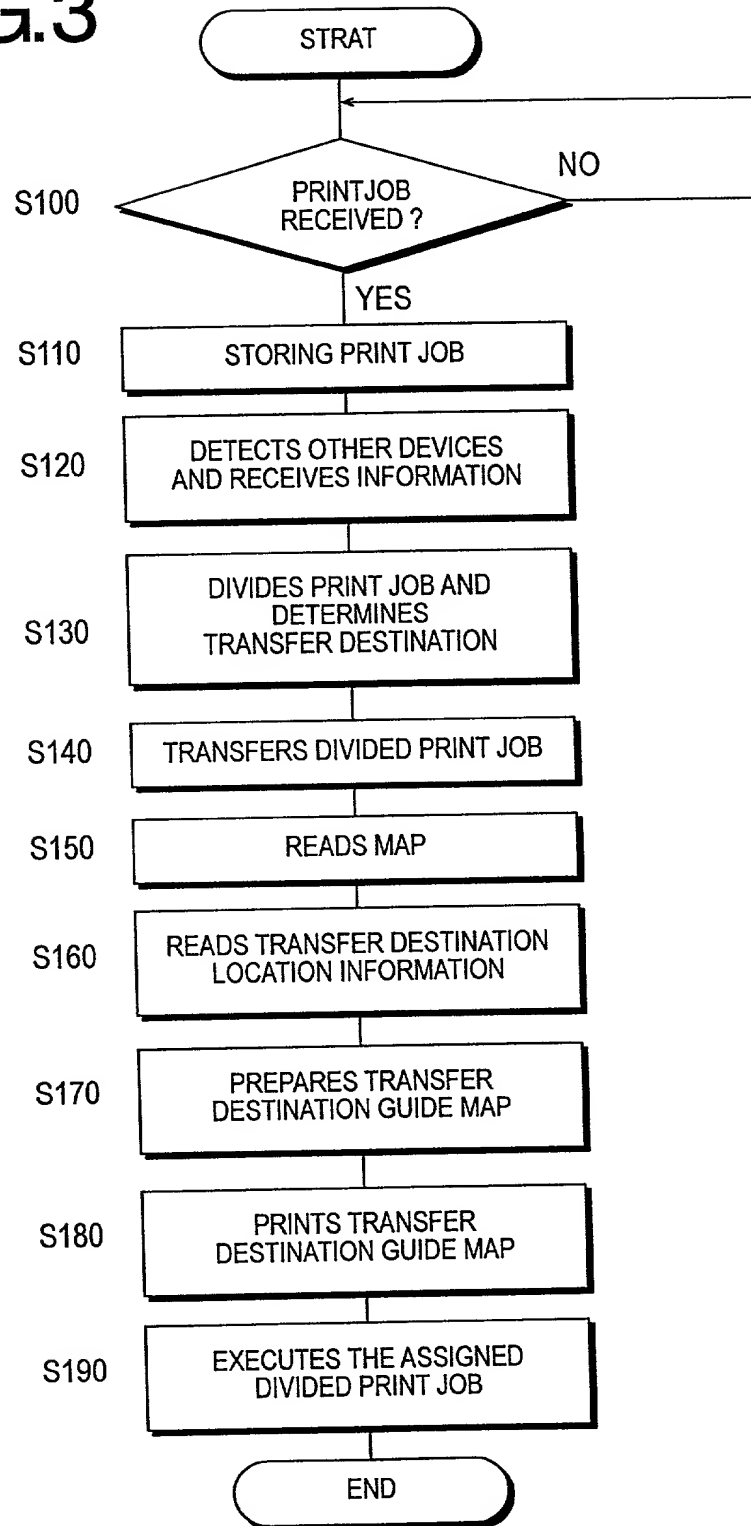 G.3
STRAT
S100
PRINTJOB
RECEIVED ?
NO
YES
S110
STORING PRINT JOB
S120
DETECTS OTHER DEVICES
AND RECEIVES INFORMATION
S130
DIVIDES PRINT JOB AND
DETERMINES
TRANSFER DESTINATION
S140
TRANSFERS DIVIDED PRINT JOB
S150
READS MAP
S160
READS TRANSFER DESTINATION
LOCATION INFORMATION
S170
PREPARES TRANSFER
DESTINATION GUIDE MAP
S180
PRINTS TRANSFER
DESTINATION GUIDE MAP
S190
EXECUTES THE ASSIGNED
DIVIDED PRINT JOB
END